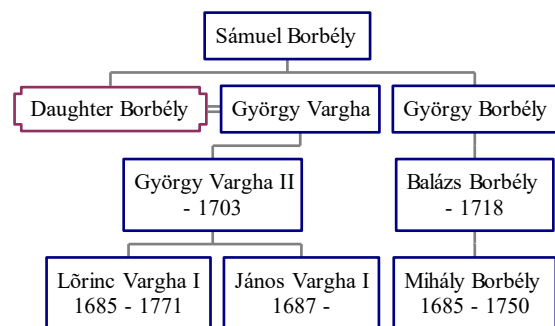 Sámuel Borbély
Daughter Borbély
György Vargha
György Borbély
György Vargha II
- 1703
Balázs Borbély
- 1718
Lõrinc Vargha I
1685 - 1771
János Vargha I
1687 -
Mihály Borbély
1685 - 1750